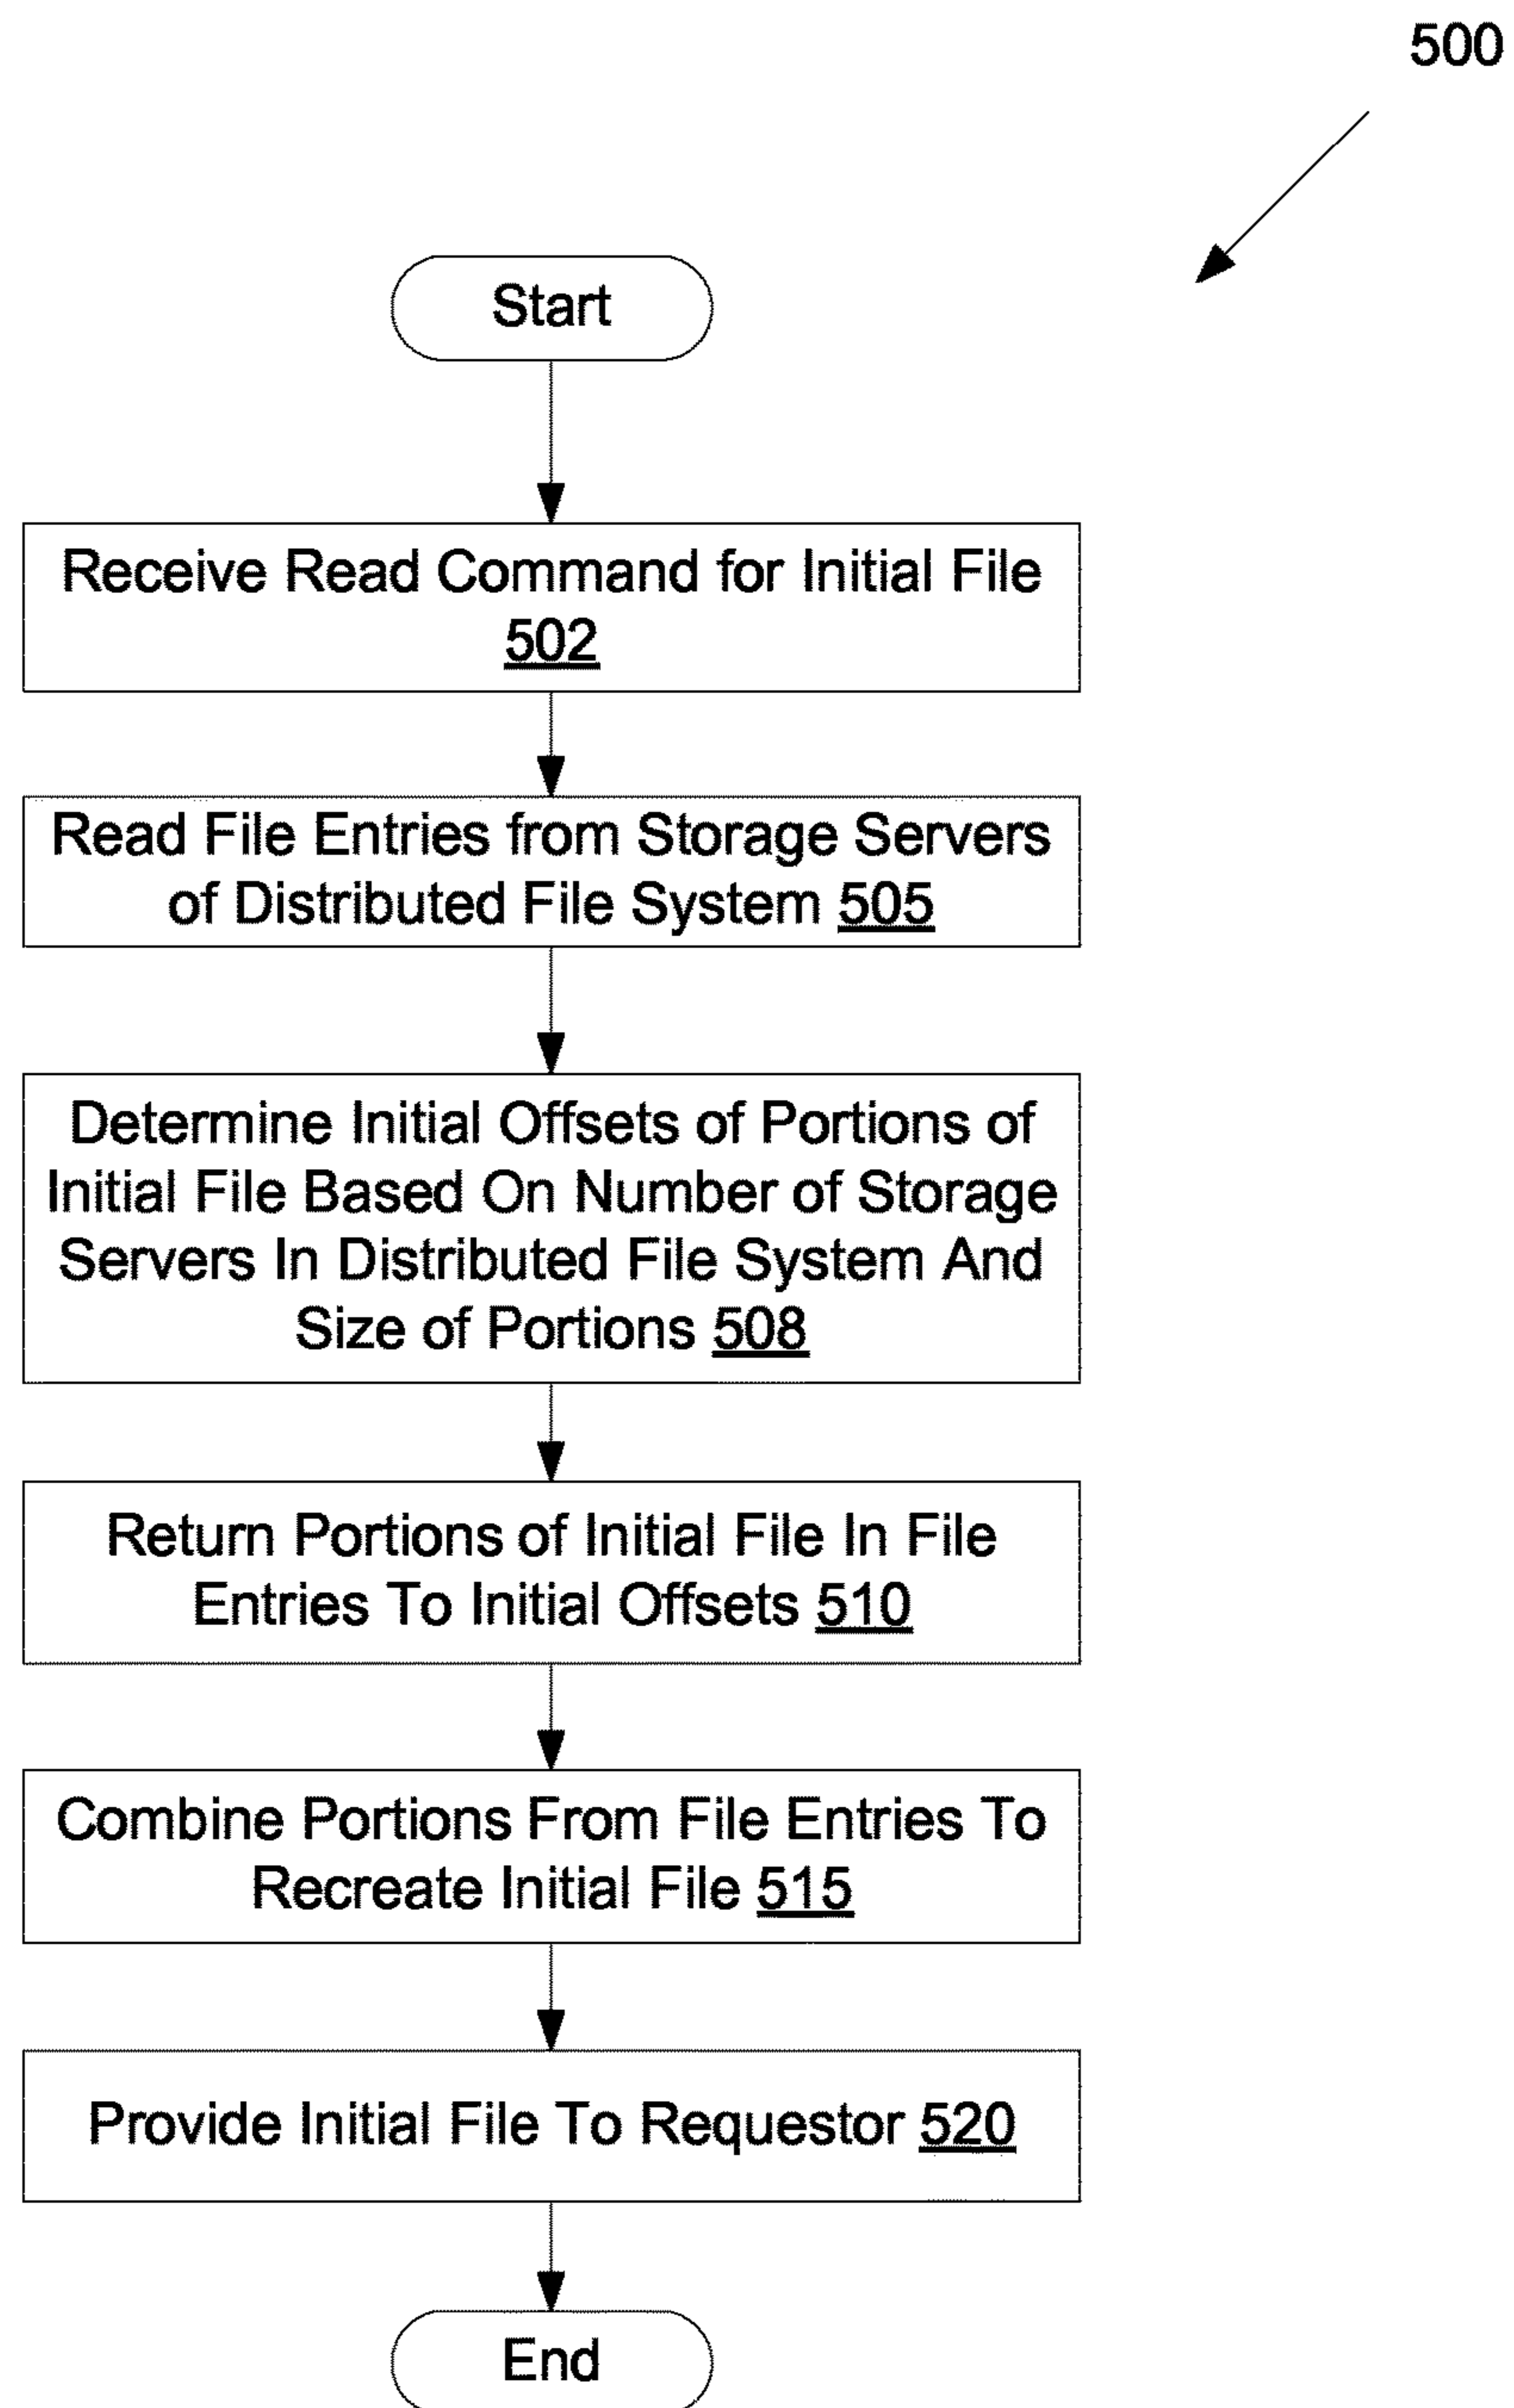 500
Start
Receive Read Command for Initial File
502
Read File Entries from Storage Servers
of Distributed File System 505
Determine Initial Offsets of Portions of
Initial File Based On Number of Storage
Servers In Distributed File System And
Size of Portions 508
Return Portions of Initial File In File
Entries To Initial Offsets 510
Combine Portions From File Entries To
Recreate Initial File 515
Provide Initial File To Requestor 520
End